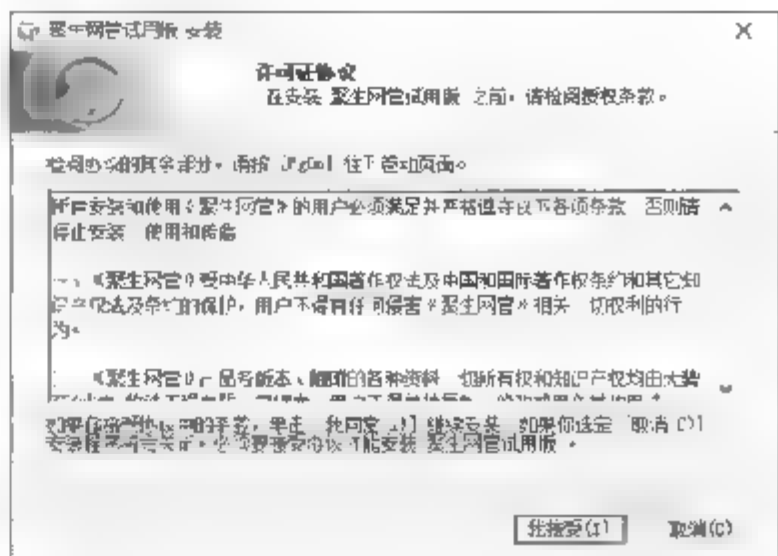 聚生网管试用版 安装
许可证协议
在安装 聚生网管试用版 之前，请检阅授权条款。
检阅协议的其余部分，请按 [PgDn] 往下卷动页面。
所有安装和使用《聚生网管》的用户必须满足并严格遵守以下各项条款 否则请
停止安装 使用和传播
一、《聚生网管》受中华人民共和国著作权法及中国和国际著作权条约和其它知
识产权法及条约的保护，用户不得有任何侵害《聚生网管》相关一切权利的行
为。
《聚生网管》产品各版本、附带的各种资料 一切所有权和知识产权均由大势
如果你接受协议中的条款，单击 [我同意(I)] 继续安装 如果你选定 [取消(C)]
安装程序将会关闭。必须要接受协议才能安装 聚生网管试用版 。
我接受(I)
取消(C)